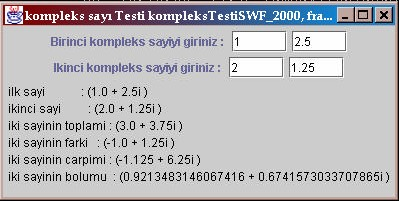 kompleks sayı Testi kompleksTestiSWF_2000, fra...
Birinci kompleks sayiyi giriniz : 1 2.5
Ikinci kompleks sayiyi giriniz : 2 1.25
ilk sayi : (1.0 + 2.5i )
ikinci sayi : (2.0 + 1.25i )
iki sayinin toplami : (3.0 + 3.75i )
iki sayinin farki : (-1.0 + 1.25i )
iki sayinin carpimi : (-1.125 + 6.25i )
iki sayinin bolumu : (0.9213483146067416 + 0.6741573033707865i )